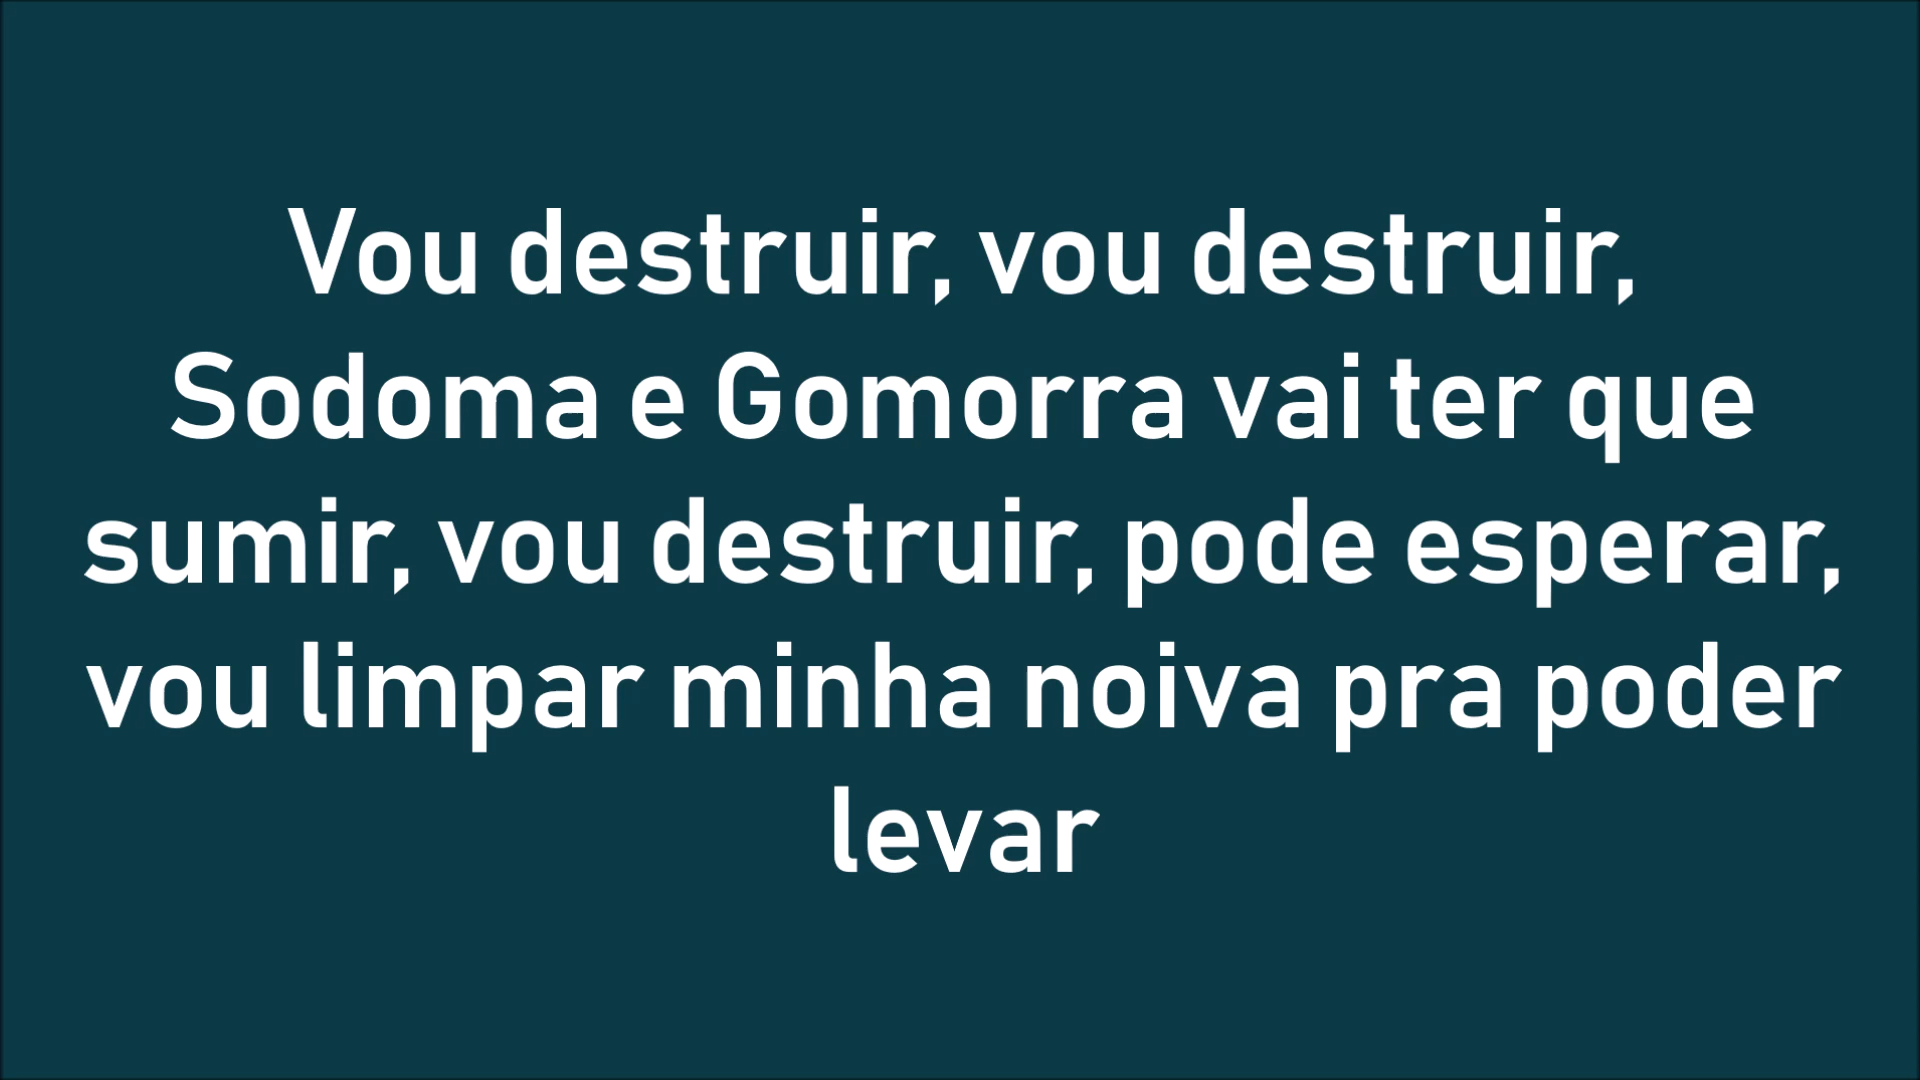 Vou destruir, vou destruir,
Sodoma e Gomorra vai ter que
sumir, vou destruir, pode esperar,
vou limpar minha noiva pra poder
levar